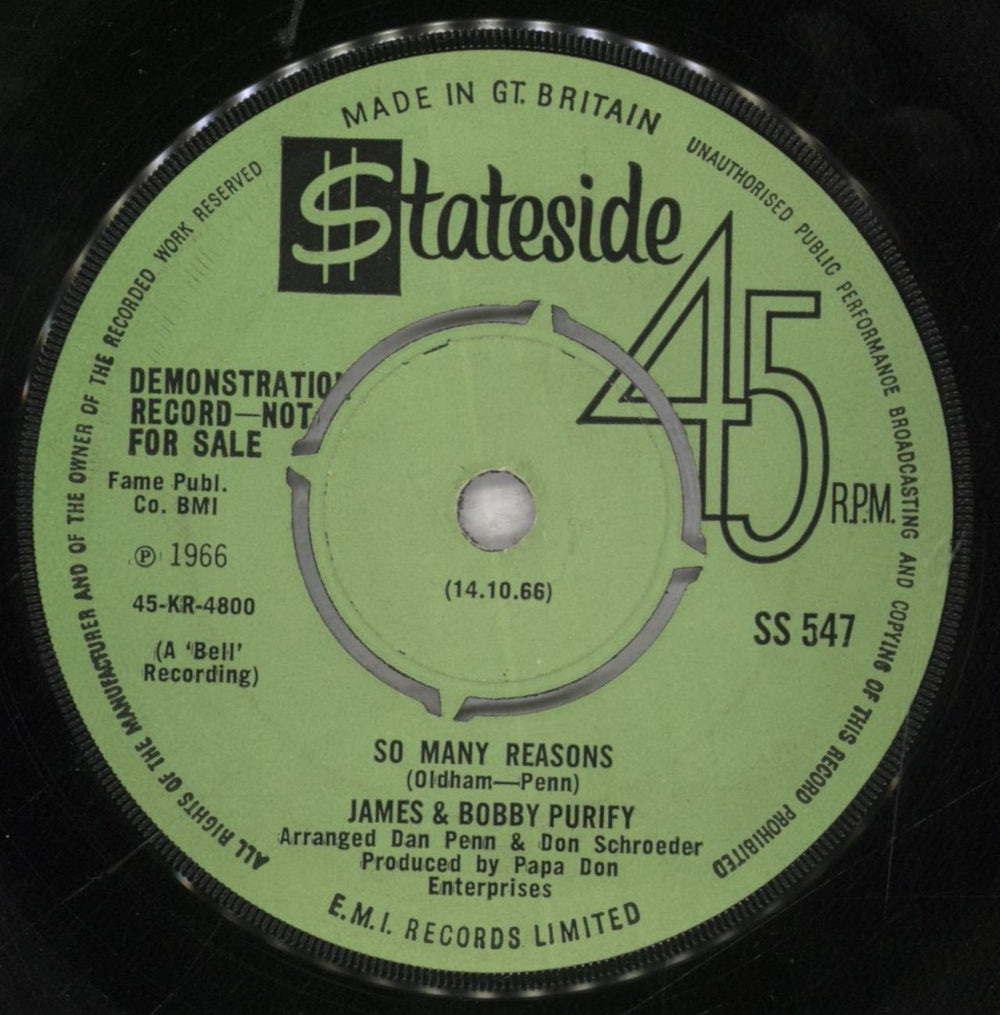 MADE IN GT. BRITAIN
$tateside
45
R.P.M.
UNAUTHORISED PUBLIC PERFORMANCE BROADCASTING AND COPYING OF THIS RECORD PROHIBITED
ALL RIGHTS OF THE MANUFACTURER AND OF THE OWNER OF THE RECORDED WORK RESERVED
DEMONSTRATION
RECORD—NOT
FOR SALE
Fame Publ.
Co. BMI
℗ 1966
45-KR-4800
(A ‘Bell’
Recording)
(14.10.66)
SS 547
SO MANY REASONS
(Oldham—Penn)
JAMES & BOBBY PURIFY
Arranged Dan Penn & Don Schroeder
Produced by Papa Don
Enterprises
E.M.I. RECORDS LIMITED